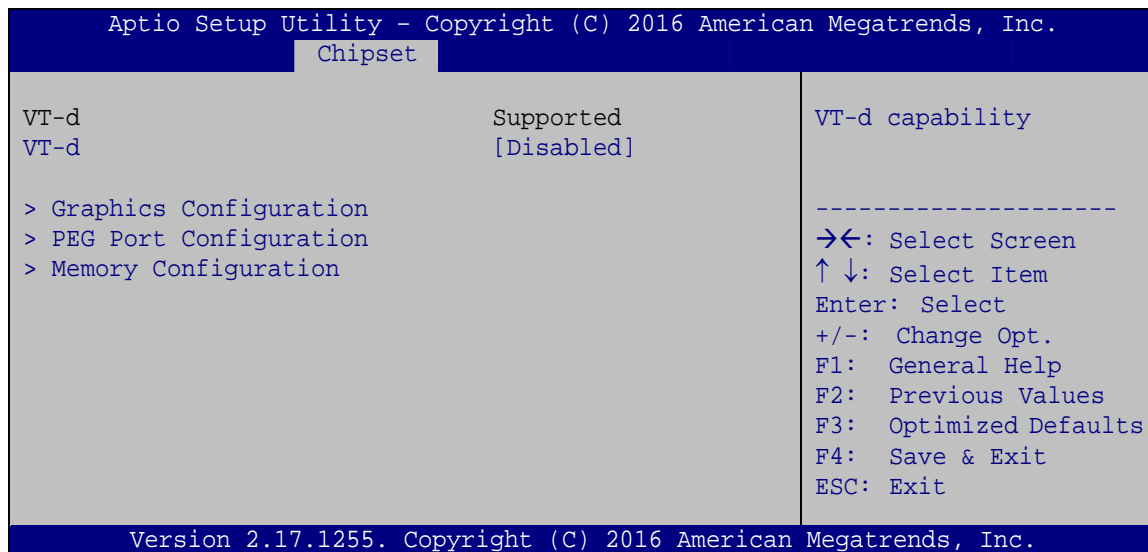 Aptio Setup Utility – Copyright (C) 2016 American Megatrends, Inc.
Chipset
VT-d Supported
VT-d [Disabled]
> Graphics Configuration
> PEG Port Configuration
> Memory Configuration
VT-d capability
---------------------
→←: Select Screen
↑ ↓: Select Item
Enter: Select
+/-: Change Opt.
F1: General Help
F2: Previous Values
F3: Optimized Defaults
F4: Save & Exit
ESC: Exit
Version 2.17.1255. Copyright (C) 2016 American Megatrends, Inc.